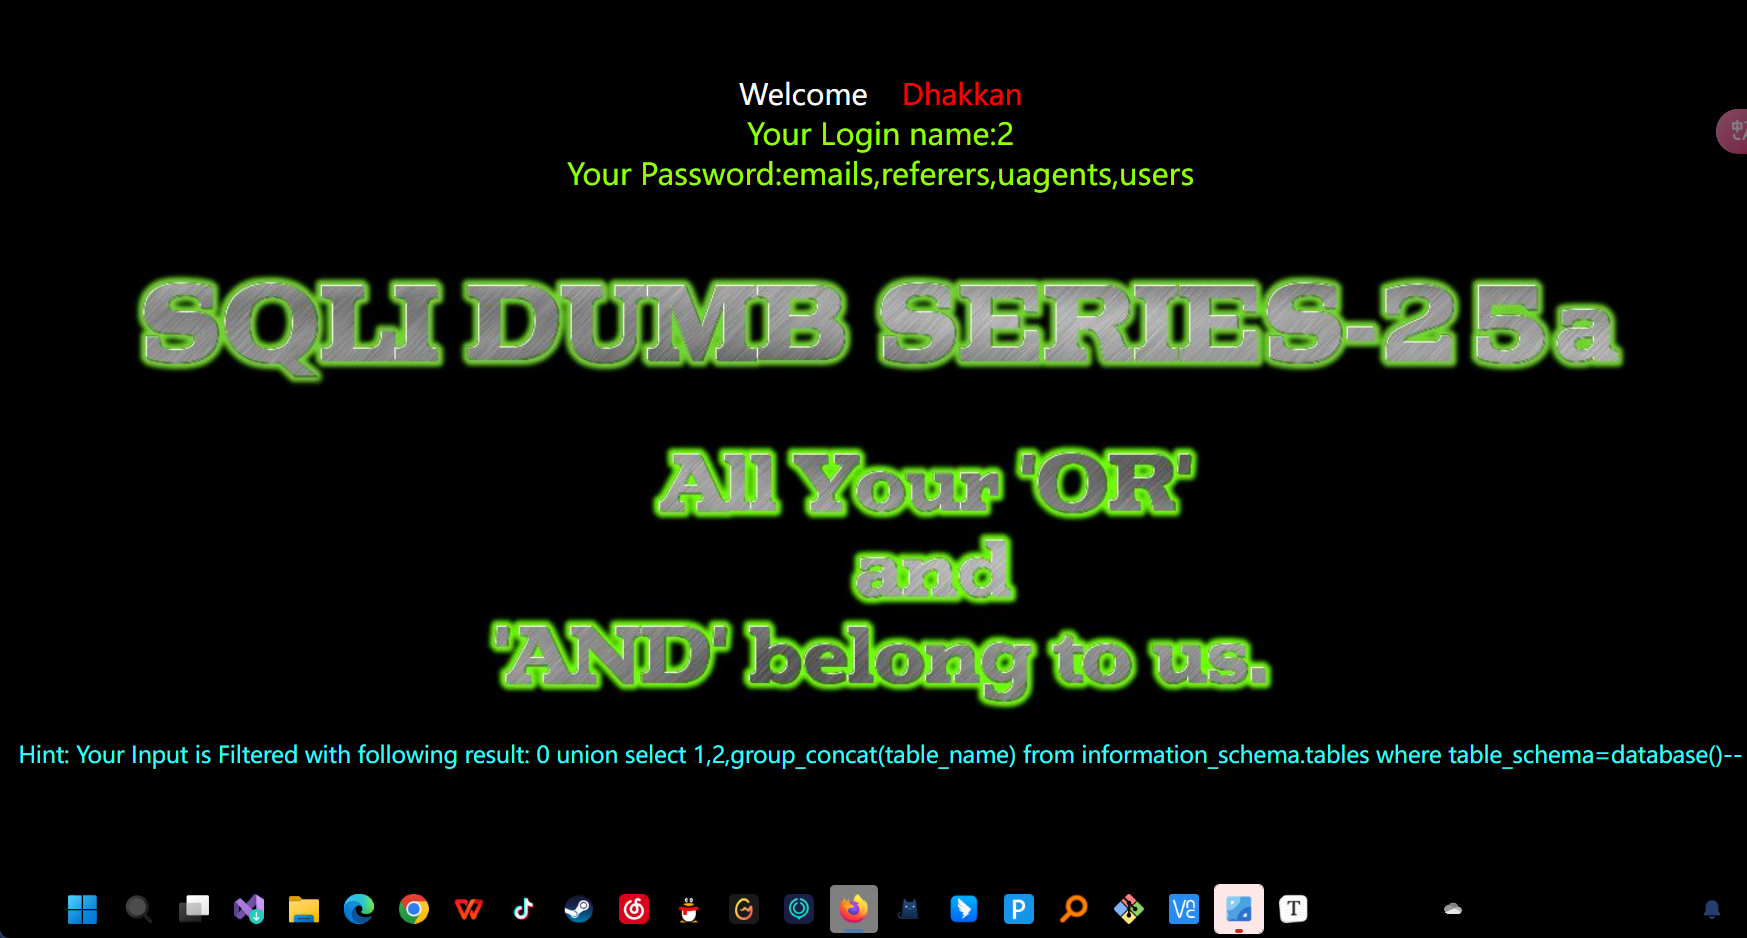 Welcome Dhakkan
Your Login name:2
Your Password:emails,referers,uagents,users
SQLI DUMB SERIES-25a
All Your 'OR'
and
'AND' belong to us.
Hint: Your Input is Filtered with following result: 0 union select 1,2,group_concat(table_name) from information_schema.tables where table_schema=database()--